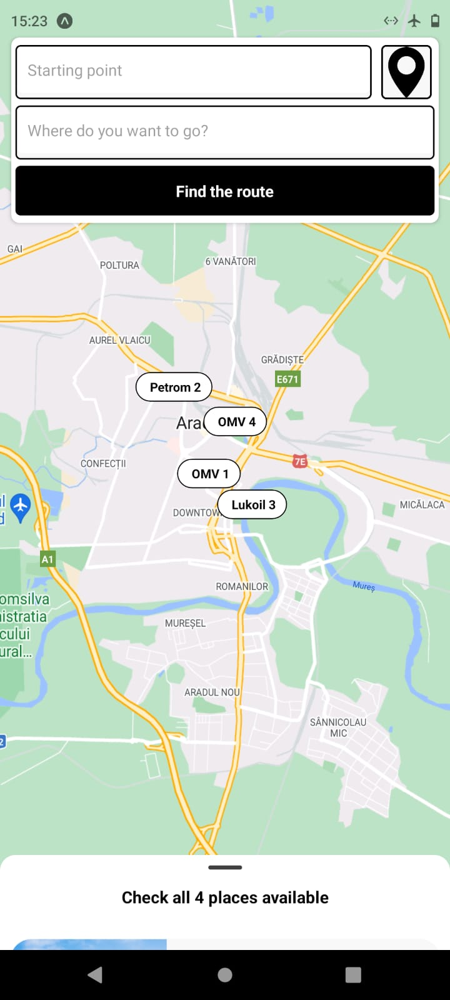 15:23
Starting point
Where do you want to go?
Find the route
GAI
POLTURA
6 VANĂTORI
AUREL VLAICU
GRĂDIȘTE
E671
Petrom 2
Ara
OMV 4
CONFECȚII
7E
OMV 1
Lukoil 3
MICĂLACA
DOWNTOW
A1
ROMANILOR
Mureș
omsilva
istratia
cului
ural...
MUREȘEL
ARADUL NOU
SÂNNICOLAU
MIC
2
Check all 4 places available